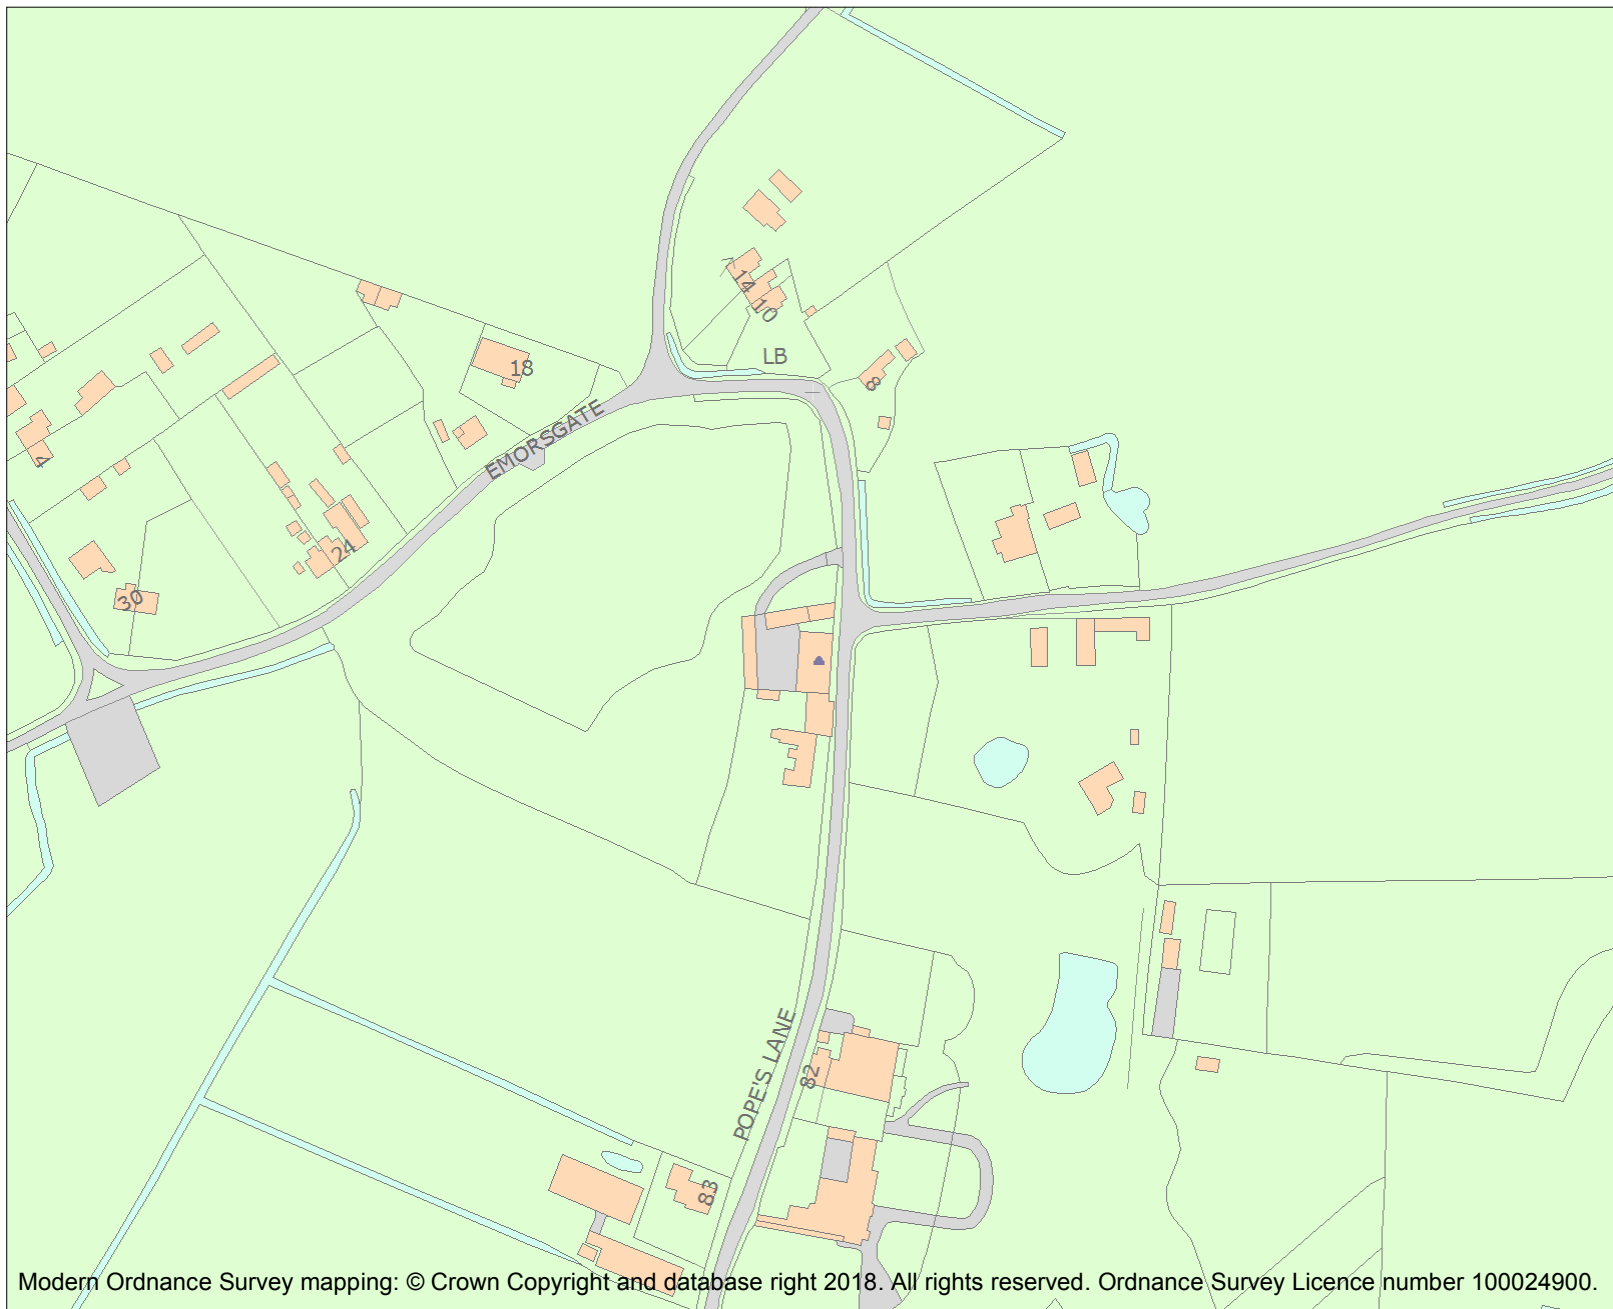 14
10
LB
18
8
EMORSGATE
4
24
30
POPE'S LANE
82
83
Modern Ordnance Survey mapping: © Crown Copyright and database right 2018. All rights reserved. Ordnance Survey Licence number 100024900.